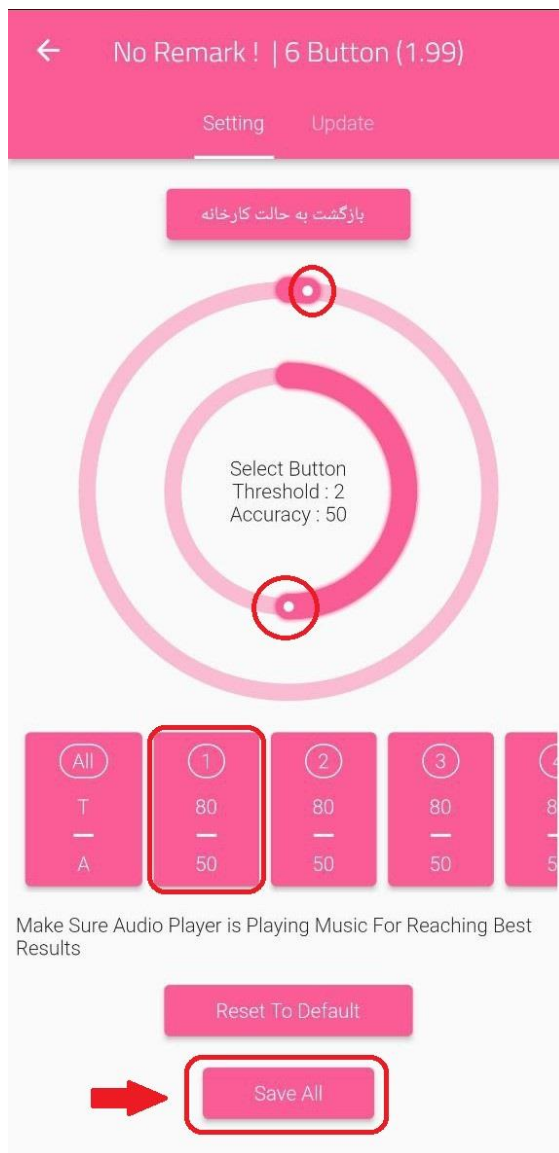 No Remark ! | 6 Button (1.99)
Setting Update
بازگشت به حالت کارخانه
Select Button
Threshold : 2
Accuracy : 50
All 1 2 3
T 80 80 80
A 50 50 50
Make Sure Audio Player is Playing Music For Reaching Best
Results
Reset To Default
Save All